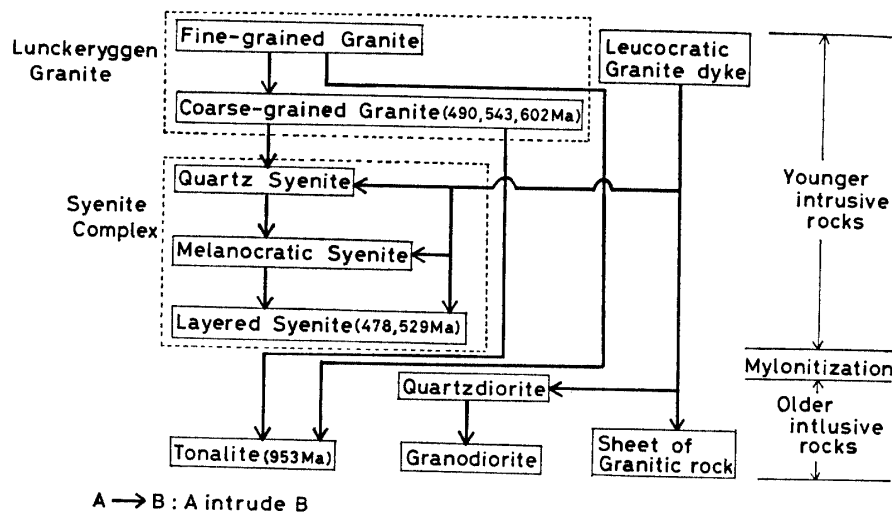 Lunckeryggen
Granite
Fine-grained Granite
Coarse-grained Granite(490,543,602Ma)
Leucocratic
Granite dyke
Syenite
Complex
Quartz Syenite
Melanocratic Syenite
Layered Syenite(478,529Ma)
Younger
intrusive
rocks
Mylonitization
Quartzdiorite
Older
intlusive
rocks
Tonalite(953Ma)
Granodiorite
Sheet of
Granitic rock
A → B : A intrude B